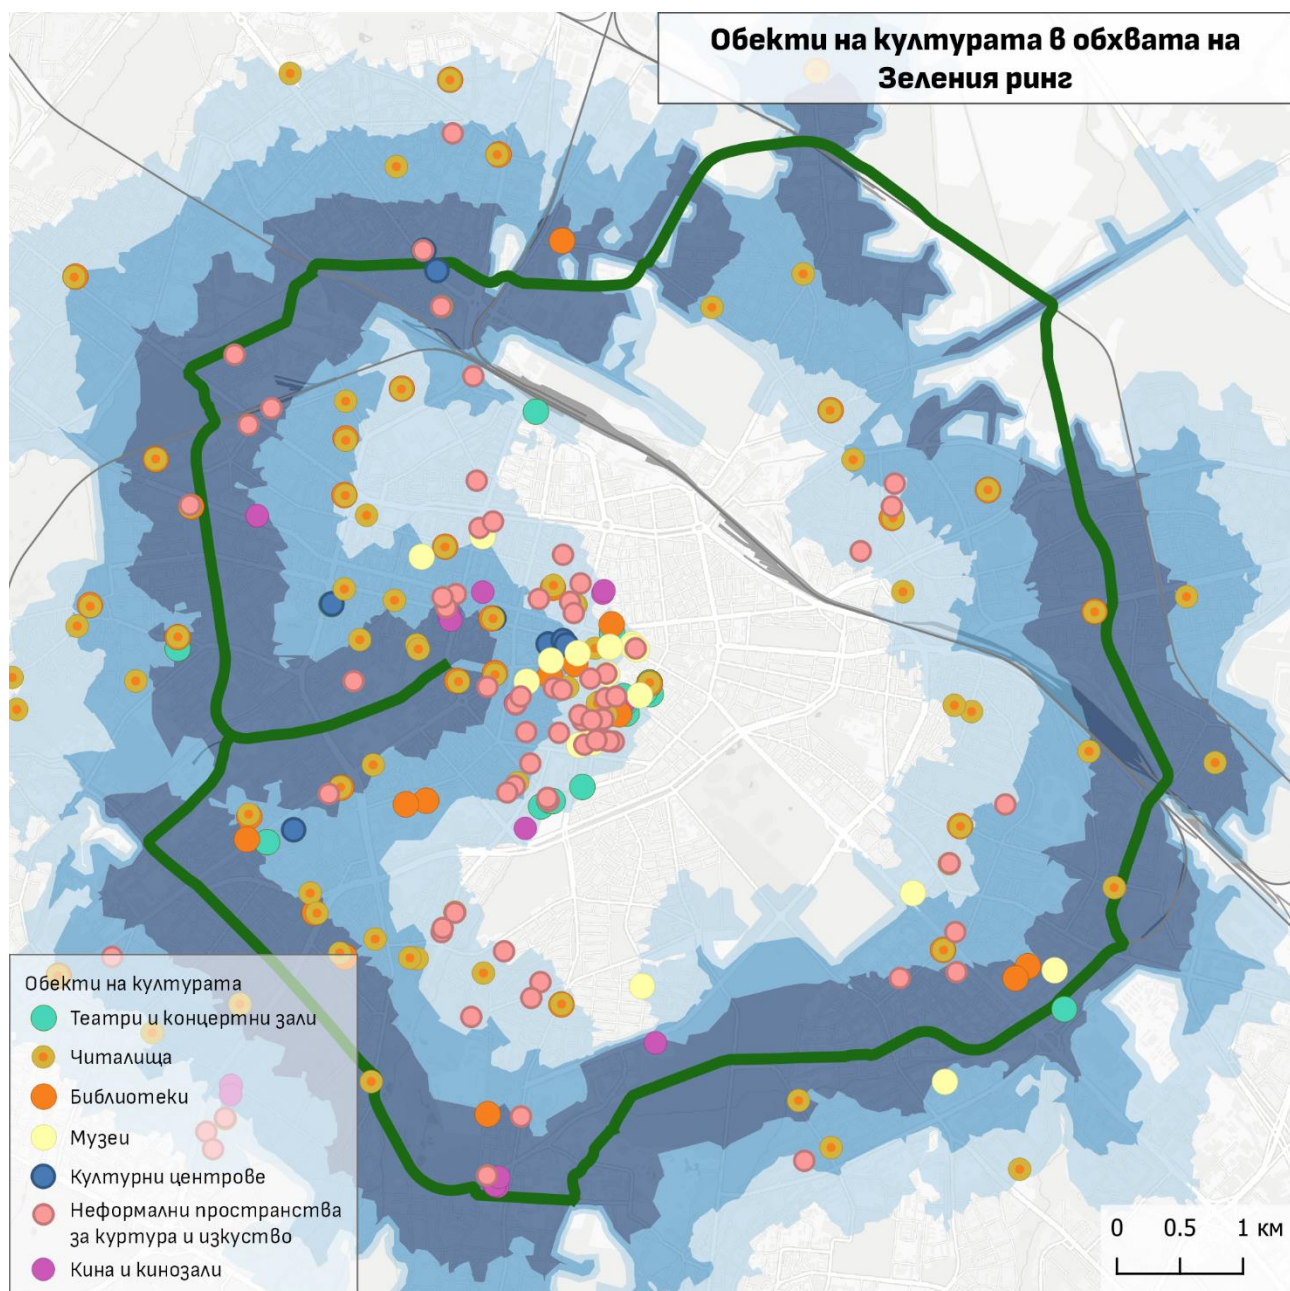 Обекти на културата в обхвата на
Зеления ринг
Обекти на културата
Театри и концертни зали
Читалища
Библиотеки
Музеи
Културни центрове
Неформални пространства
за куртура и изкуство
Кина и кинозали
0 0.5 1 км